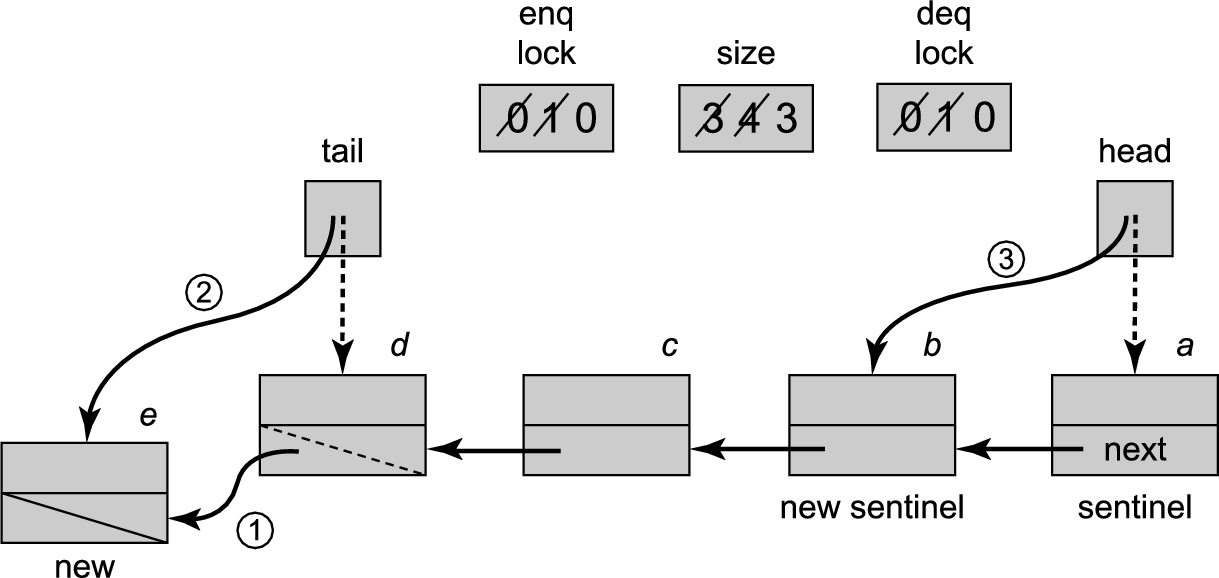 enq
lock
size
deq
lock
0 1 0
3 4 3
0 1 0
tail
head
2
3
d
c
b
a
e
next
1
new sentinel
sentinel
new